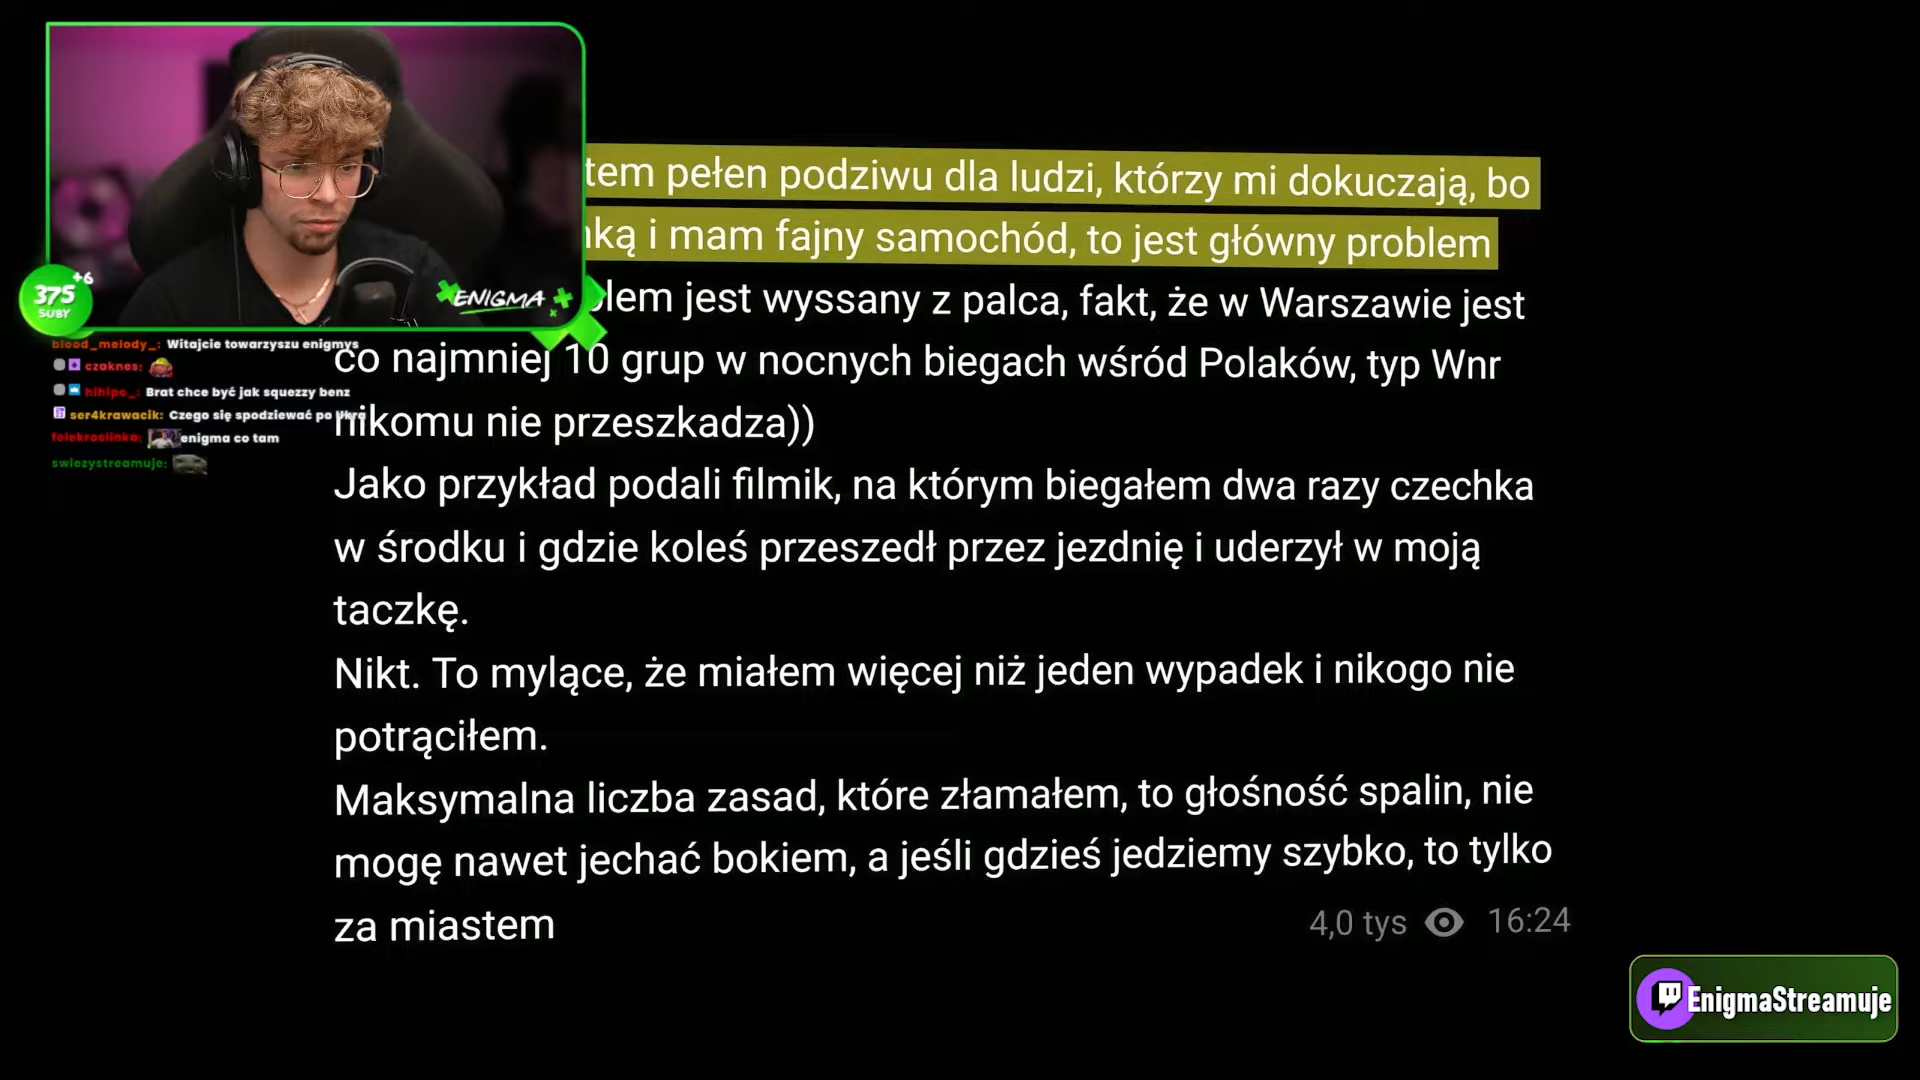 tem pełen podziwu dla ludzi, którzy mi dokuczają, bo
ką i mam fajny samochód, to jest główny problem
lem jest wyssany z palca, fakt, że w Warszawie jest
co najmniej 10 grup w nocnych biegach wśród Polaków, typ Wnr
nikomu nie przeszkadza))
Jako przykład podali filmik, na którym biegałem dwa razy czechka
w środku i gdzie koleś przeszedł przez jezdnię i uderzył w moją
taczkę.
Nikt. To mylące, że miałem więcej niż jeden wypadek i nikogo nie
potrąciłem.
Maksymalna liczba zasad, które złamałem, to głośność spalin, nie
mogę nawet jechać bokiem, a jeśli gdzieś jedziemy szybko, to tylko
za miastem
4,0 tys 16:24
+6
375
SUBY
ENIGMA
blood_melody_: Witajcie towarzyszu enigmys
czaknes:
hihipo_: Brat chce być jak squezzy benz
ser4krawacik: Czego się spodziewać po Ukra
felekroslinka: enigma co tam
swiezystreamuje:
EnigmaStreamuje